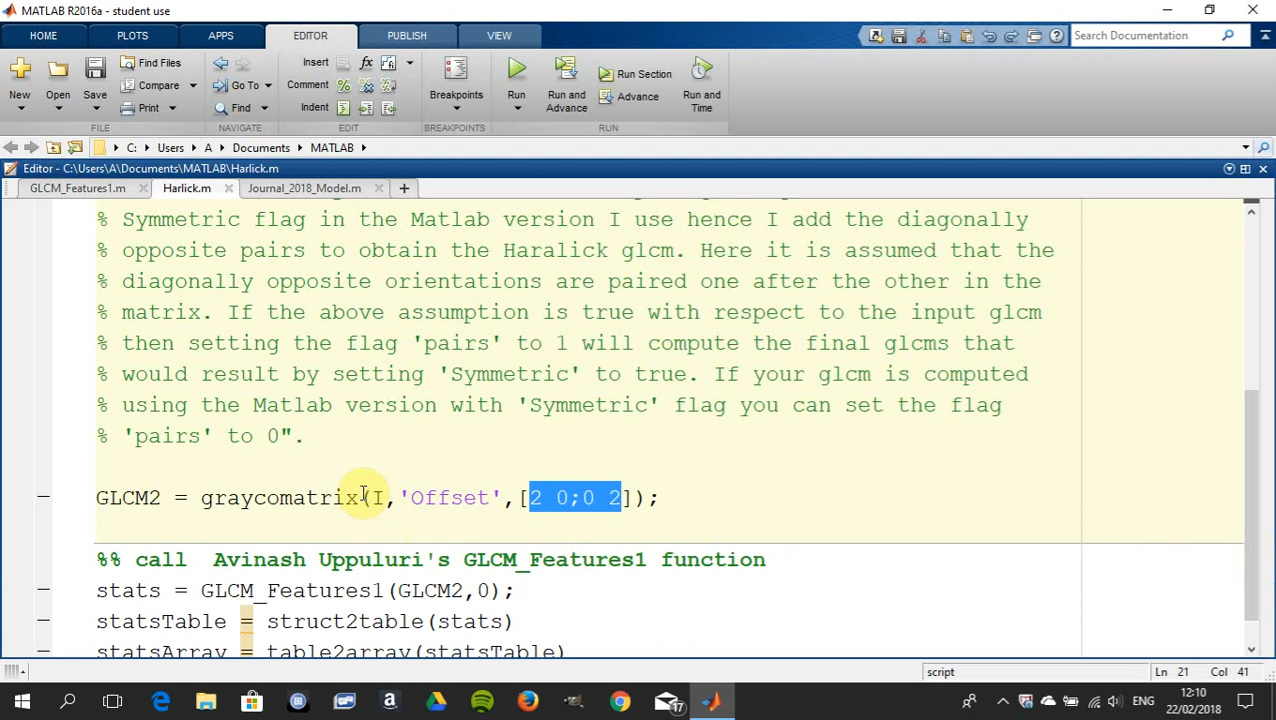 MATLAB R2016a - student use
HOME PLOTS APPS EDITOR PUBLISH VIEW
Search Documentation
New Open Save Find Files Compare Print
Go To Find
Insert Comment Indent
fx
Breakpoints Run Run and Advance Run Section Advance Run and Time
FILE NAVIGATE EDIT BREAKPOINTS RUN
C: Users A Documents MATLAB
Editor - C:\Users\A\Documents\MATLAB\Harlick.m
GLCM_Features1.m Harlick.m Journal_2018_Model.m
% Symmetric flag in the Matlab version I use hence I add the diagonally
% opposite pairs to obtain the Haralick glcm. Here it is assumed that the
% diagonally opposite orientations are paired one after the other in the
% matrix. If the above assumption is true with respect to the input glcm
% then setting the flag 'pairs' to 1 will compute the final glcms that
% would result by setting 'Symmetric' to true. If your glcm is computed
% using the Matlab version with 'Symmetric' flag you can set the flag
% 'pairs' to 0".
GLCM2 = graycomatrix(I,'Offset',[2 0;0 2]);
%% call  Avinash Uppuluri's GLCM_Features1 function
stats = GLCM_Features1(GLCM2,0);
statsTable = struct2table(stats)
statsArray = table2array(statsTable)
script Ln 21 Col 41
17
ENG
12:10
22/02/2018